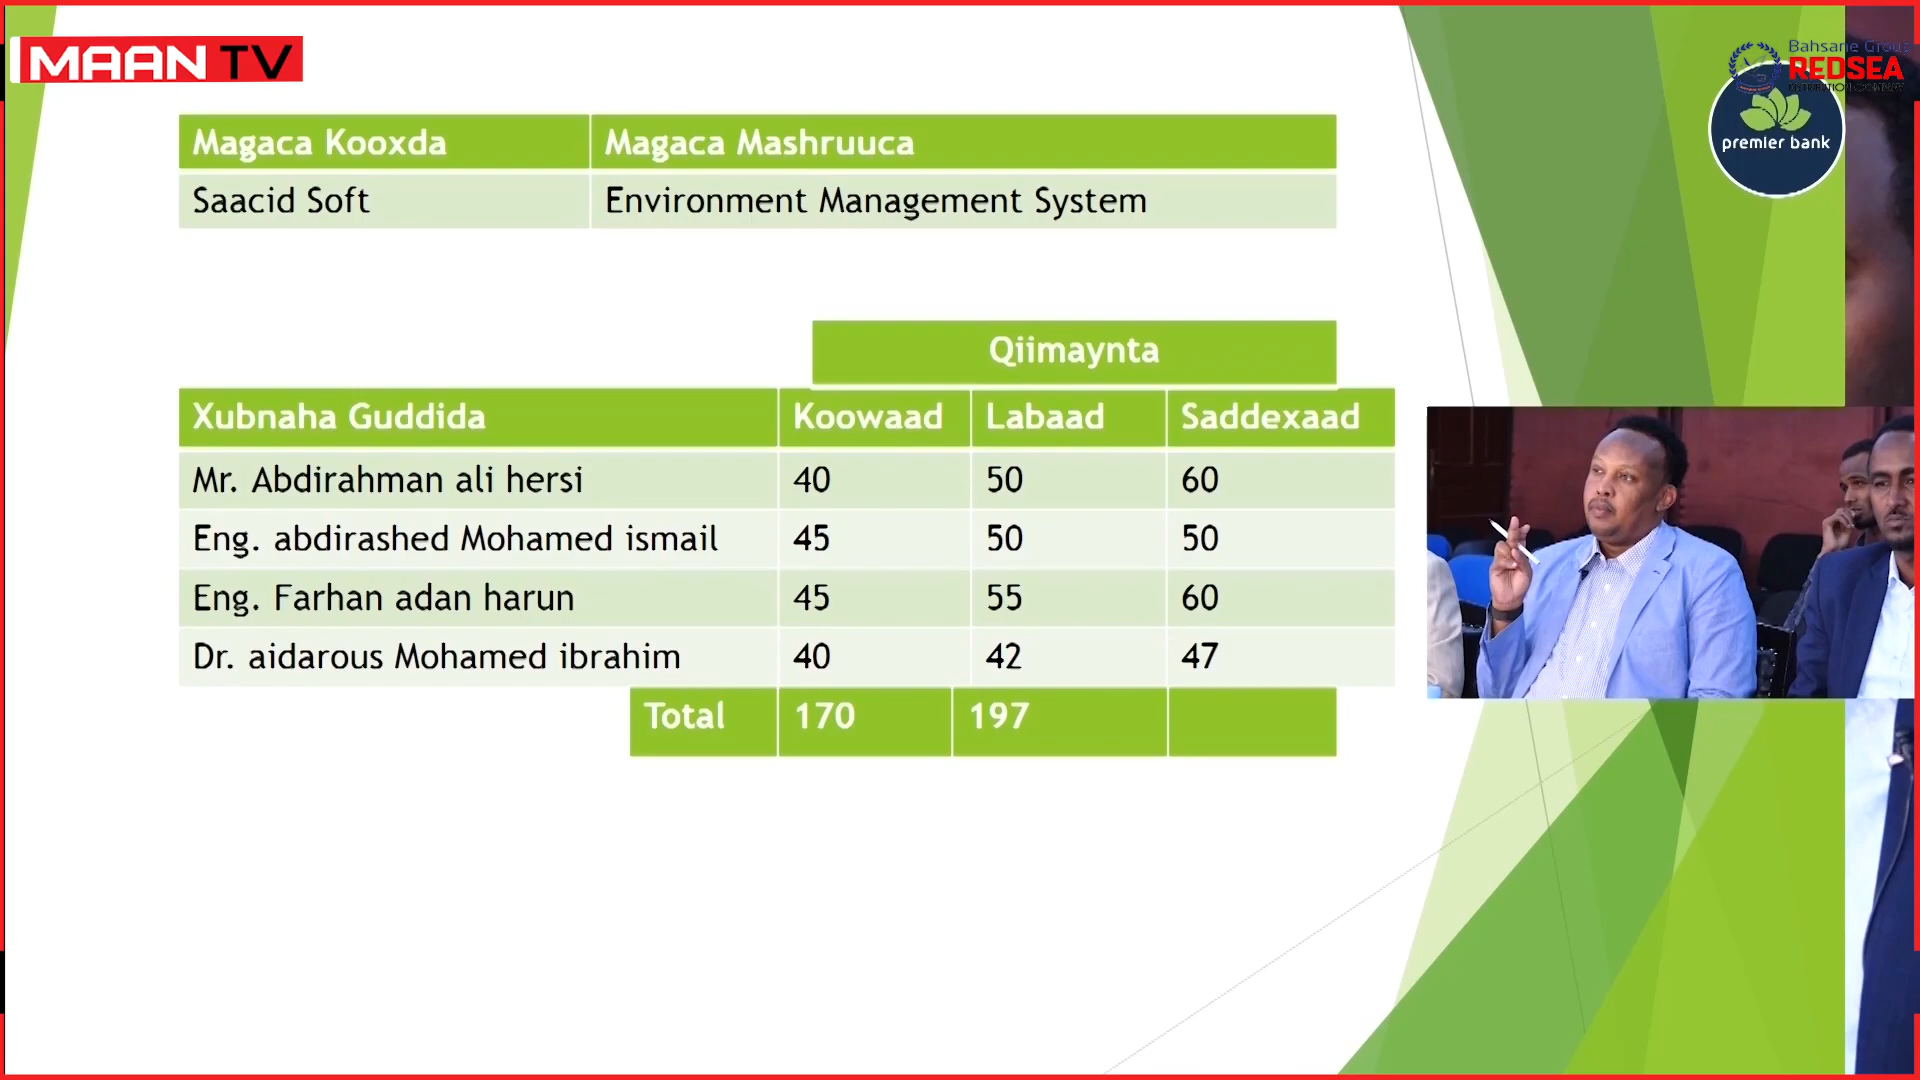 MAAN TV
Bahsane Group
REDSEA
premier bank
Magaca Kooxda Magaca Mashruuca
Saacid Soft Environment Management System
Qiimaynta
Xubnaha Guddida Koowaad Labaad Saddexaad
Mr. Abdirahman ali hersi 40 50 60
Eng. abdirashed Mohamed ismail 45 50 50
Eng. Farhan adan harun 45 55 60
Dr. aidarous Mohamed ibrahim 40 42 47
Total 170 197